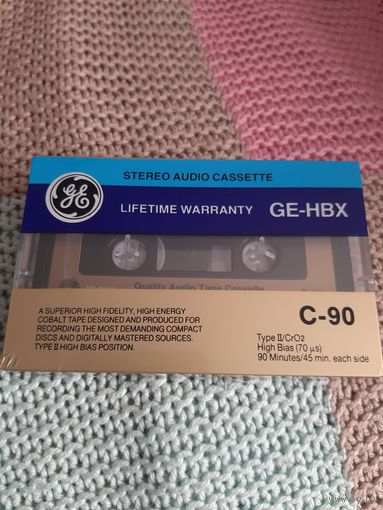 STEREO AUDIO CASSETTE
GE
LIFETIME WARRANTY GE-HBX
Quality Audio Tape Cassette
A SUPERIOR HIGH FIDELITY, HIGH ENERGY
COBALT TAPE DESIGNED AND PRODUCED FOR
RECORDING THE MOST DEMANDING COMPACT
DISCS AND DIGITALLY MASTERED SOURCES.
TYPE II HIGH BIAS POSITION.
C-90
Type II/CrO2
High Bias (70 µs)
90 Minutes/45 min. each side